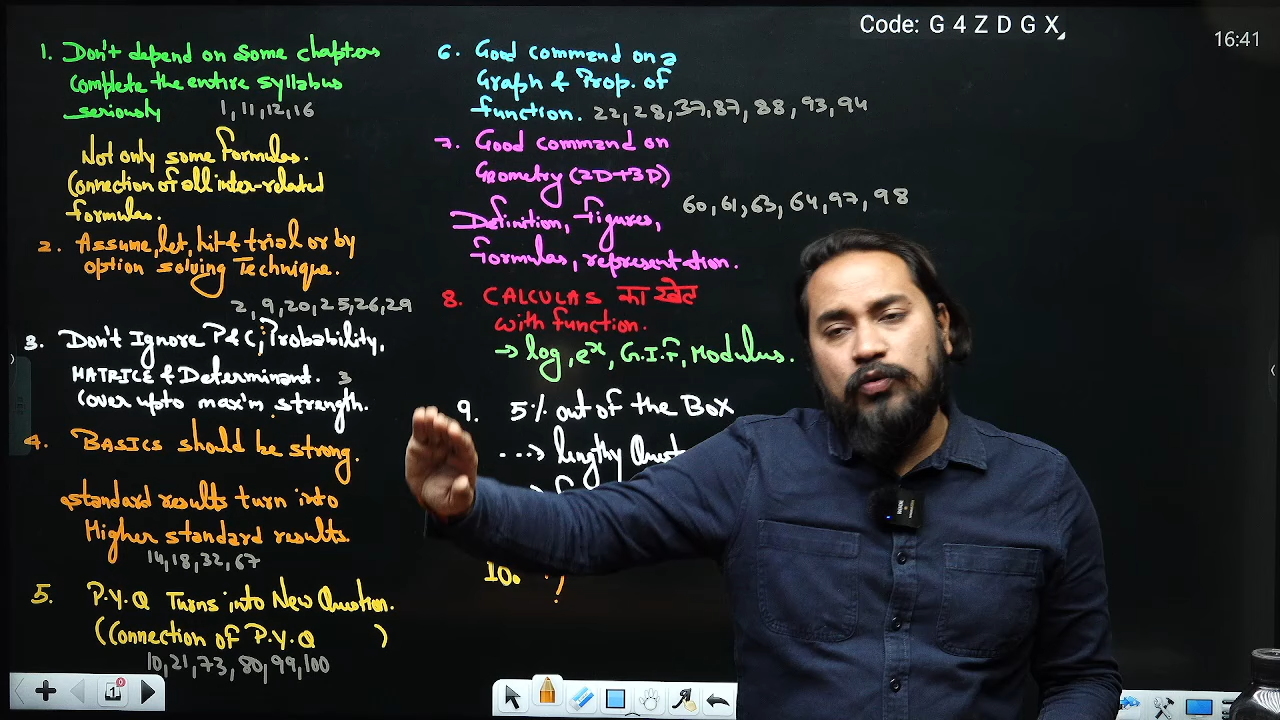 Code: G 4 Z D G X
16:41
1. Don't depend on some chapters
Complete the entire syllabus
seriously 1, 11, 12, 16
Not only some formulas.
Connection of all inter-related
formulas.
2. Assume, let, hit & trial or by
option solving Technique.
2, 9, 20, 25, 26, 29
3. Don't Ignore P & C, Probability,
MATRICE & Determinant. 3
Cover upto max'm strength.
4. BASICS should be strong.
standard results turn into
Higher standard results.
14, 18, 32, 67
5. P.Y.Q Turns into New Question.
(Connection of P.Y.Q )
10, 21, 73, 80, 99, 100
6. Good command on a
Graph & Prop. of
function. 22, 28, 37, 87, 88, 93, 94
7. Good command on
Geometry (2D+3D)
60, 61, 63, 64, 97, 98
Definition, Figures,
formulas, representation.
8. CALCULAS का खेल
with function.
→ log, e^x, G.I.F, Modulus.
9. 5% out of the BoX
---> lengthy
10. !